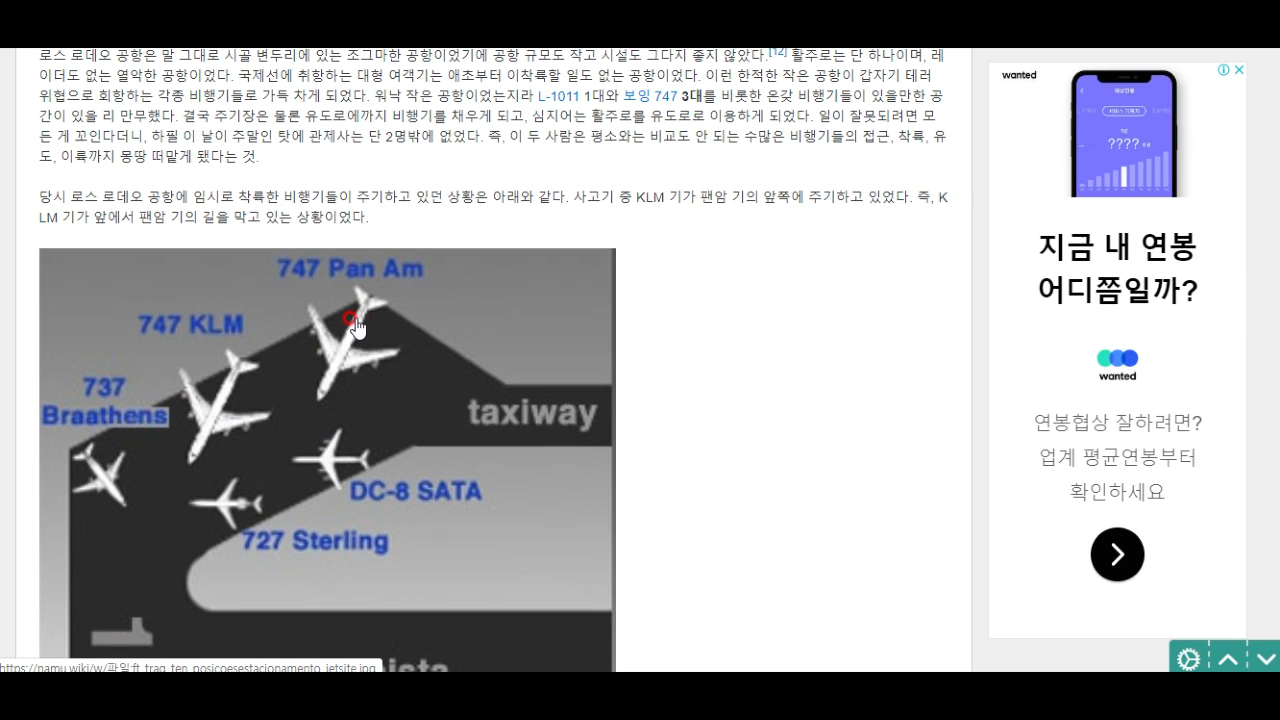 로스 로데오 공항은 말 그대로 시골 변두리에 있는 조그마한 공항이었기에 공항 규모도 작고 시설도 그다지 좋지 않았다.[12] 활주로는 단 하나이며, 레
이더도 없는 열악한 공항이었다. 국제선에 취항하는 대형 여객기는 애초부터 이착륙할 일도 없는 공항이었다. 이런 한적한 작은 공항이 갑자기 테러
위협으로 회항하는 각종 비행기들로 가득 차게 되었다. 워낙 작은 공항이었는지라 L-1011 1대와 보잉 747 3대를 비롯한 온갖 비행기들이 있을만한 공
간이 있을 리 만무했다. 결국 주기장은 물론 유도로에까지 비행기를 채우게 되고, 심지어는 활주로를 유도로로 이용하게 되었다. 일이 잘못되려면 모
든 게 꼬인다더니, 하필 이 날이 주말인 탓에 관제사는 단 2명밖에 없었다. 즉, 이 두 사람은 평소와는 비교도 안 되는 수많은 비행기들의 접근, 착륙, 유
도, 이륙까지 몽땅 떠맡게 됐다는 것.
당시 로스 로데오 공항에 임시로 착륙한 비행기들이 주기하고 있던 상황은 아래와 같다. 사고기 중 KLM 기가 팬암 기의 앞쪽에 주기하고 있었다. 즉, K
LM 기가 앞에서 팬암 기의 길을 막고 있는 상황이었다.
747 Pan Am
747 KLM
737
Braathens
taxiway
DC-8 SATA
727 Sterling
https://namu.wiki/w/파일:ft_trag_ten_posicoesestacionamento_jetsite.jpg
wanted
????
지금 내 연봉
어디쯤일까?
wanted
연봉협상 잘하려면?
업계 평균연봉부터
확인하세요